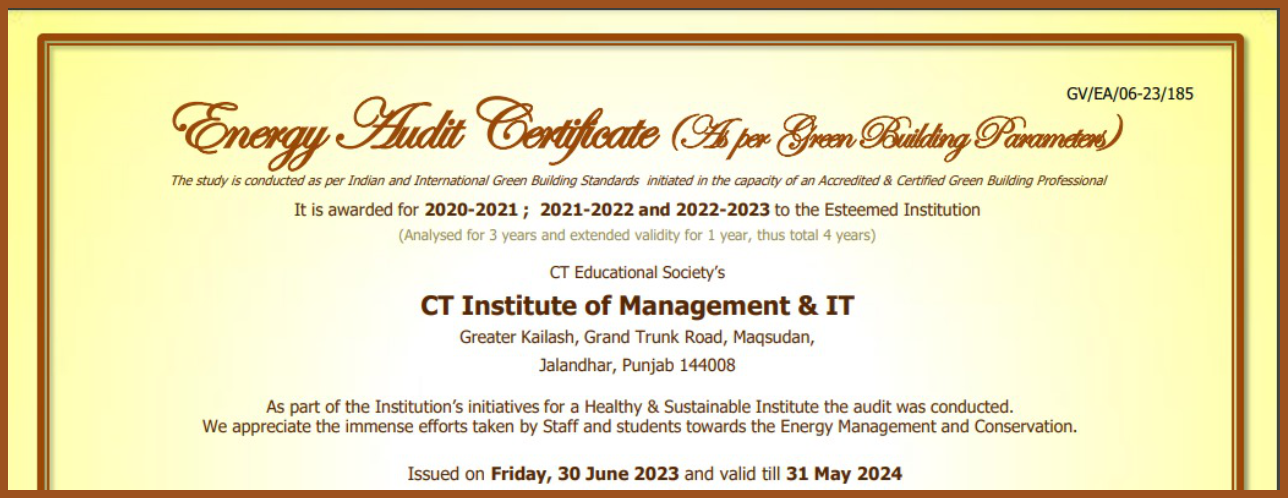 GV/EA/06-23/185
Energy Audit Certificate (As per Green Building Parameters)
The study is conducted as per Indian and International Green Building Standards initiated in the capacity of an Accredited & Certified Green Building Professional
It is awarded for 2020-2021 ; 2021-2022 and 2022-2023 to the Esteemed Institution
(Analysed for 3 years and extended validity for 1 year, thus total 4 years)
CT Educational Society's
CT Institute of Management & IT
Greater Kailash, Grand Trunk Road, Maqsudan,
Jalandhar, Punjab 144008
As part of the Institution's initiatives for a Healthy & Sustainable Institute the audit was conducted.
We appreciate the immense efforts taken by Staff and students towards the Energy Management and Conservation.
Issued on Friday, 30 June 2023 and valid till 31 May 2024